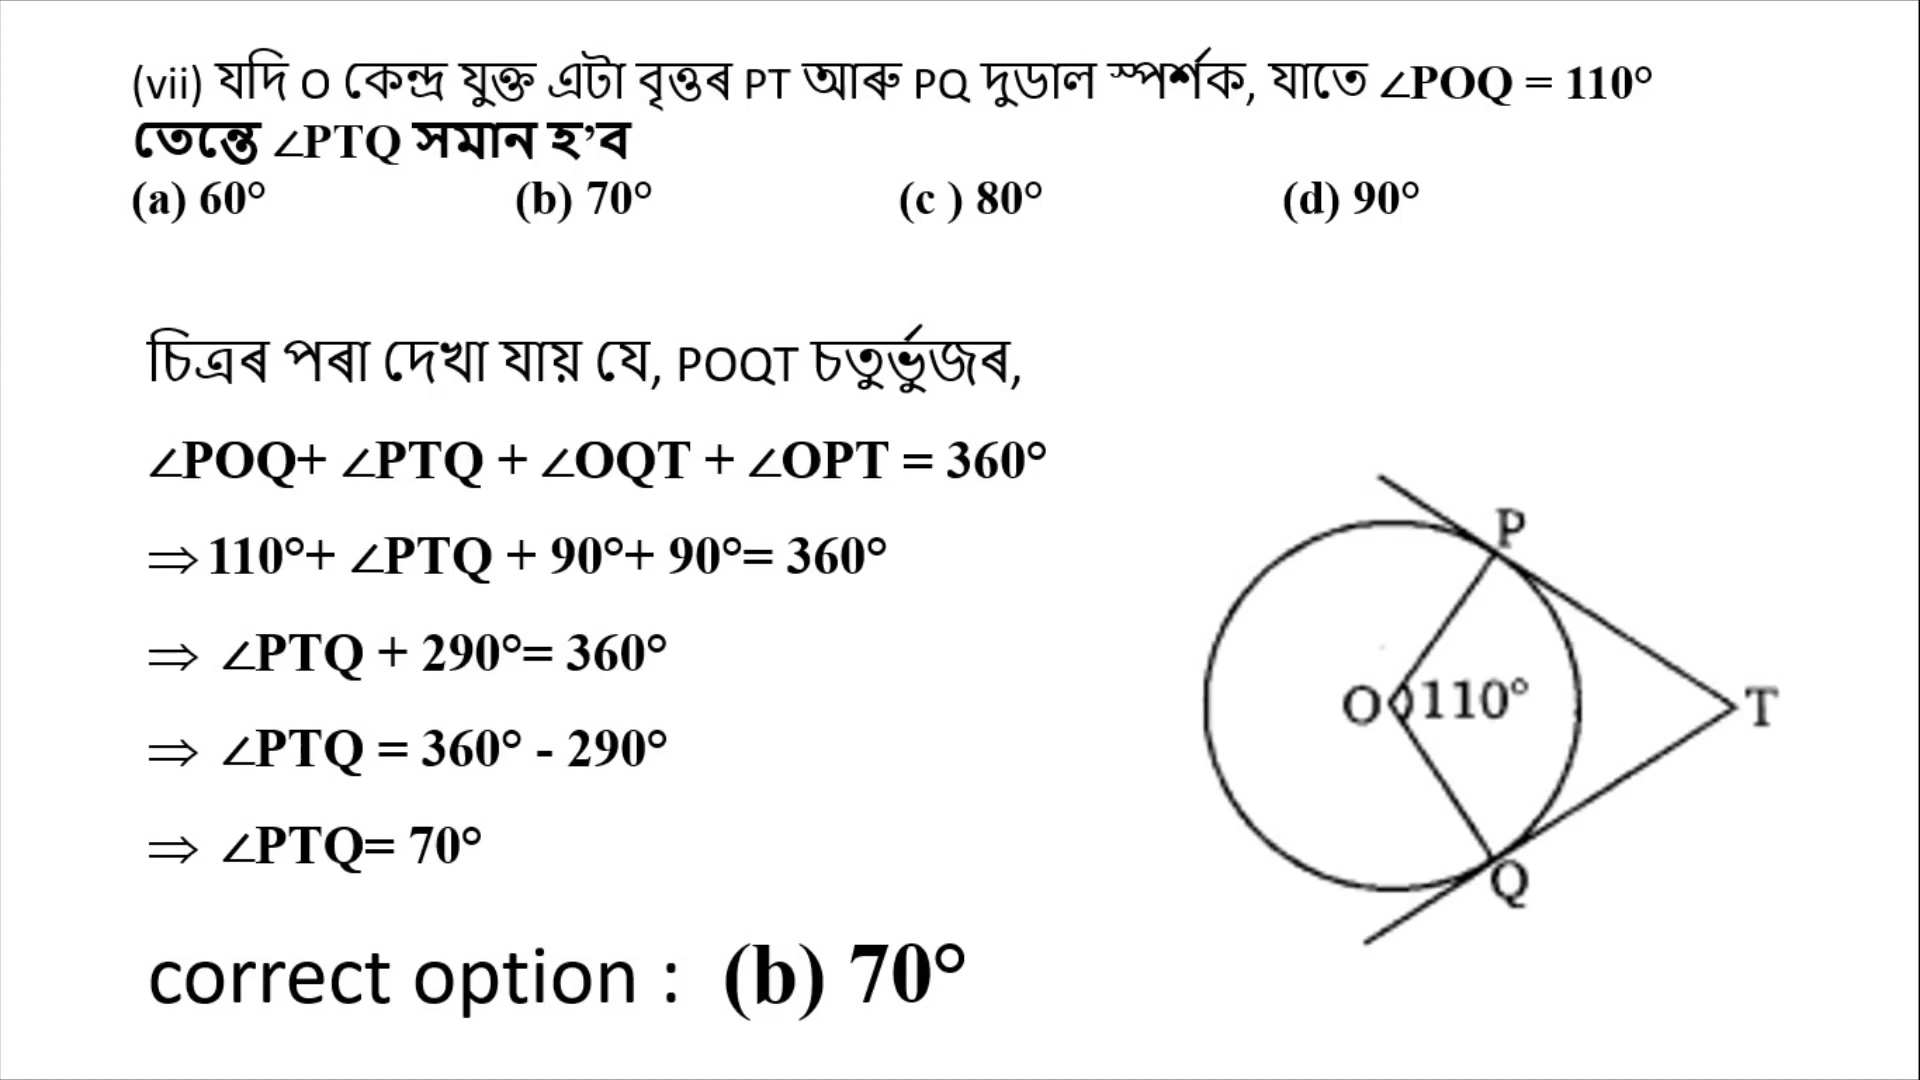 (vii) যদি O কেন্দ্ৰ যুক্ত এটা বৃত্তৰ PT আৰু PQ দুডাল স্পৰ্শক, যাতে ∠POQ = 110°
তেন্তে ∠PTQ সমান হ’ব
(a) 60° (b) 70° (c ) 80° (d) 90°
চিত্ৰৰ পৰা দেখা যায় যে, POQT চতুৰ্ভুজৰ,
∠POQ+ ∠PTQ + ∠OQT + ∠OPT = 360°
⇒ 110°+ ∠PTQ + 90°+ 90°= 360°
⇒ ∠PTQ + 290°= 360°
⇒ ∠PTQ = 360° - 290°
⇒ ∠PTQ= 70°
correct option : (b) 70°
P
O 110° T
Q